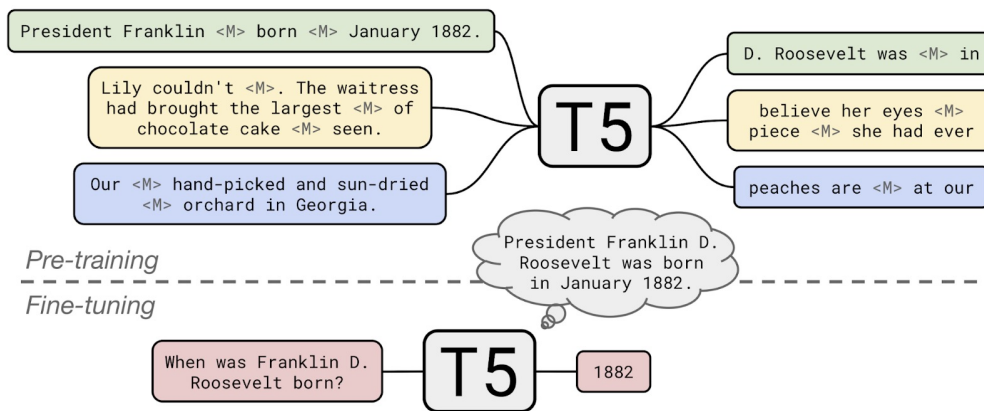 President Franklin <M> born <M> January 1882.
Lily couldn't <M>. The waitress
had brought the largest <M> of
chocolate cake <M> seen.
Our <M> hand-picked and sun-dried
<M> orchard in Georgia.
T5
D. Roosevelt was <M> in
believe her eyes <M>
piece <M> she had ever
peaches are <M> at our
President Franklin D.
Roosevelt was born
in January 1882.
Pre-training
Fine-tuning
When was Franklin D.
Roosevelt born?
T5
1882